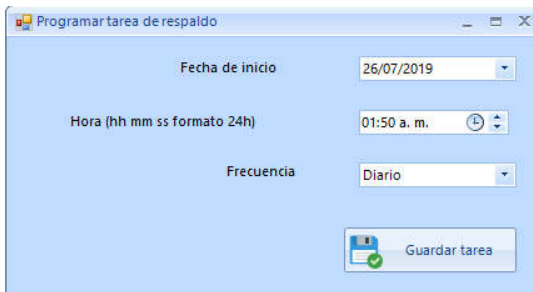 Programar tarea de respaldo
Fecha de inicio 26/07/2019
Hora (hh mm ss formato 24h) 01:50 a. m.
Frecuencia Diario
Guardar tarea